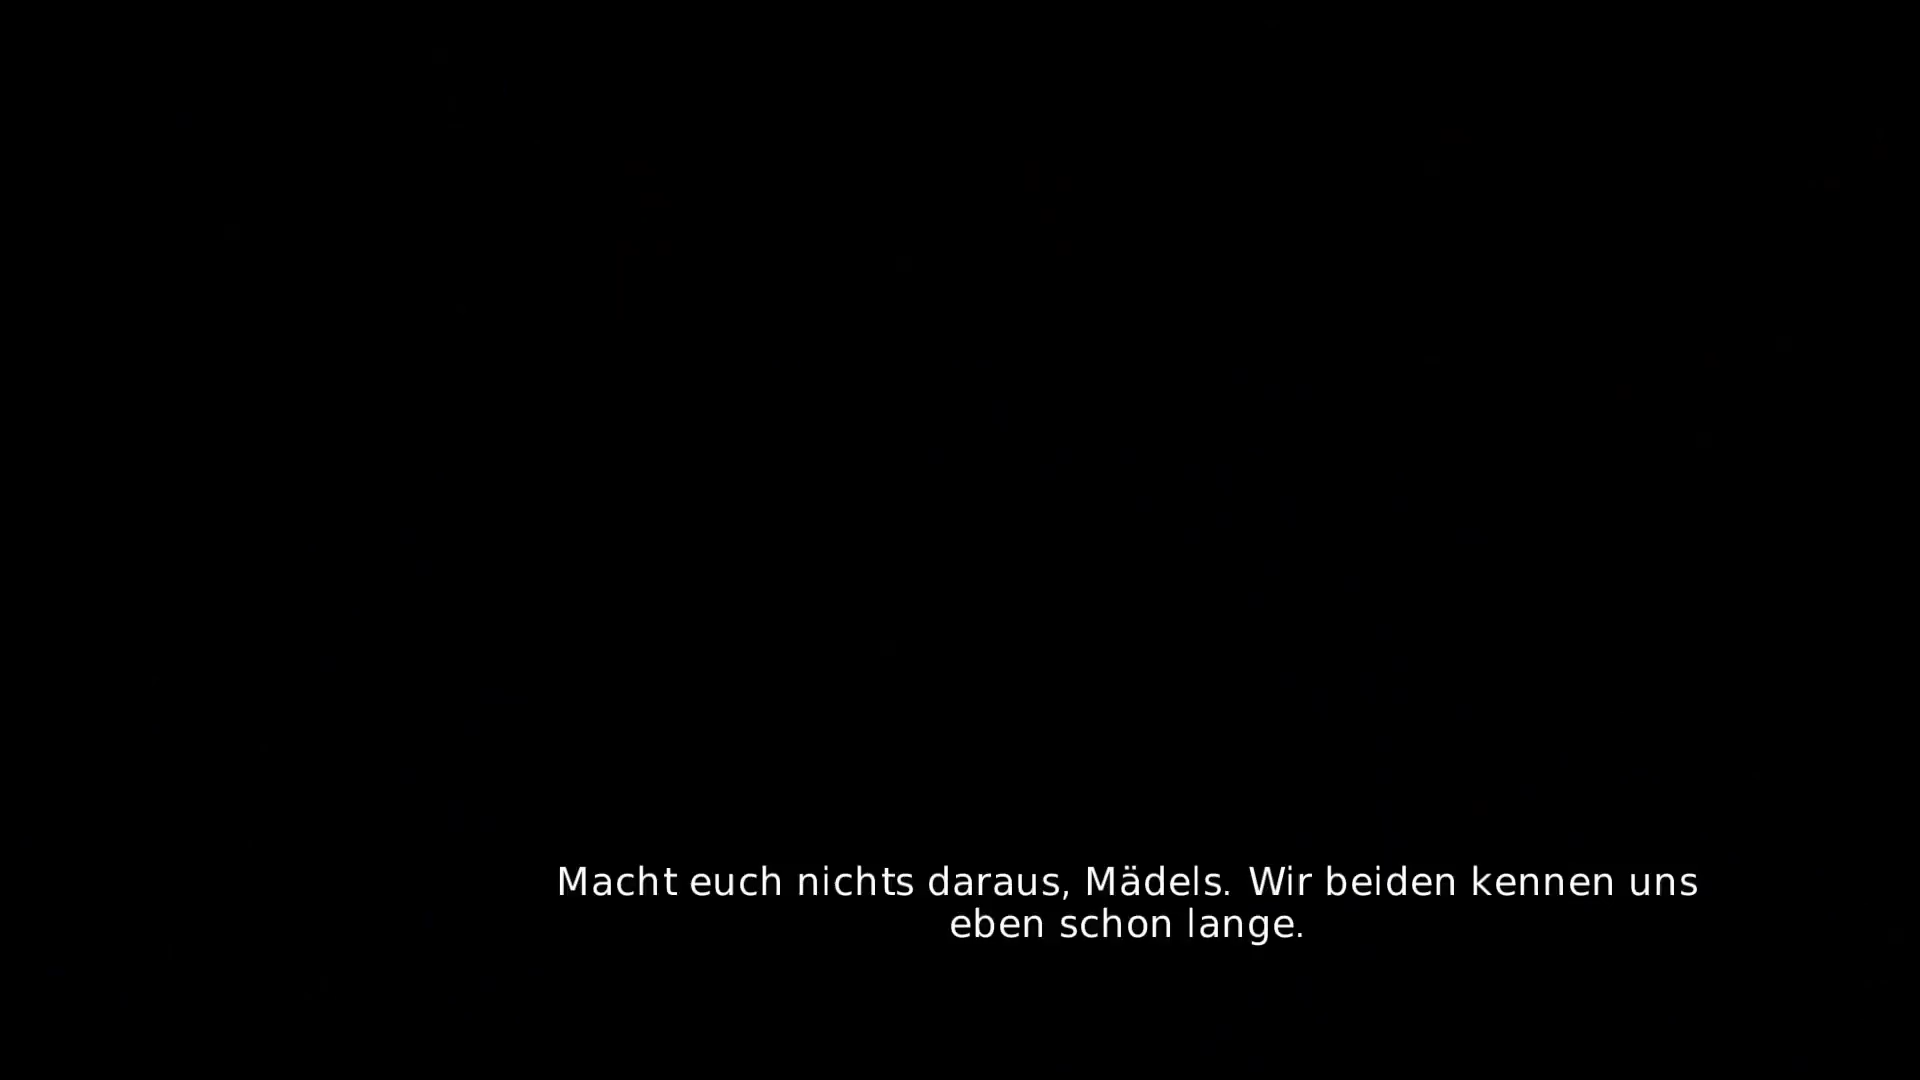 Macht euch nichts daraus, Mädels. Wir beiden kennen uns
eben schon lange.